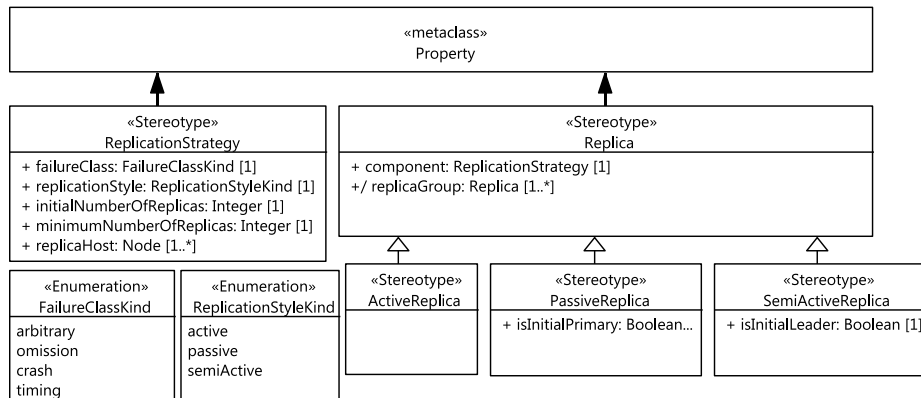 «metaclass»
Property
«Stereotype»
ReplicationStrategy
+ failureClass: FailureClassKind [1]
+ replicationStyle: ReplicationStyleKind [1]
+ initialNumberOfReplicas: Integer [1]
+ minimumNumberOfReplicas: Integer [1]
+ replicaHost: Node [1..*]
«Stereotype»
Replica
+ component: ReplicationStrategy [1]
+/ replicaGroup: Replica [1..*]
«Enumeration»
FailureClassKind
arbitrary
omission
crash
timing
«Enumeration»
ReplicationStyleKind
active
passive
semiActive
«Stereotype»
ActiveReplica
«Stereotype»
PassiveReplica
+ isInitialPrimary: Boolean...
«Stereotype»
SemiActiveReplica
+ isInitialLeader: Boolean [1]